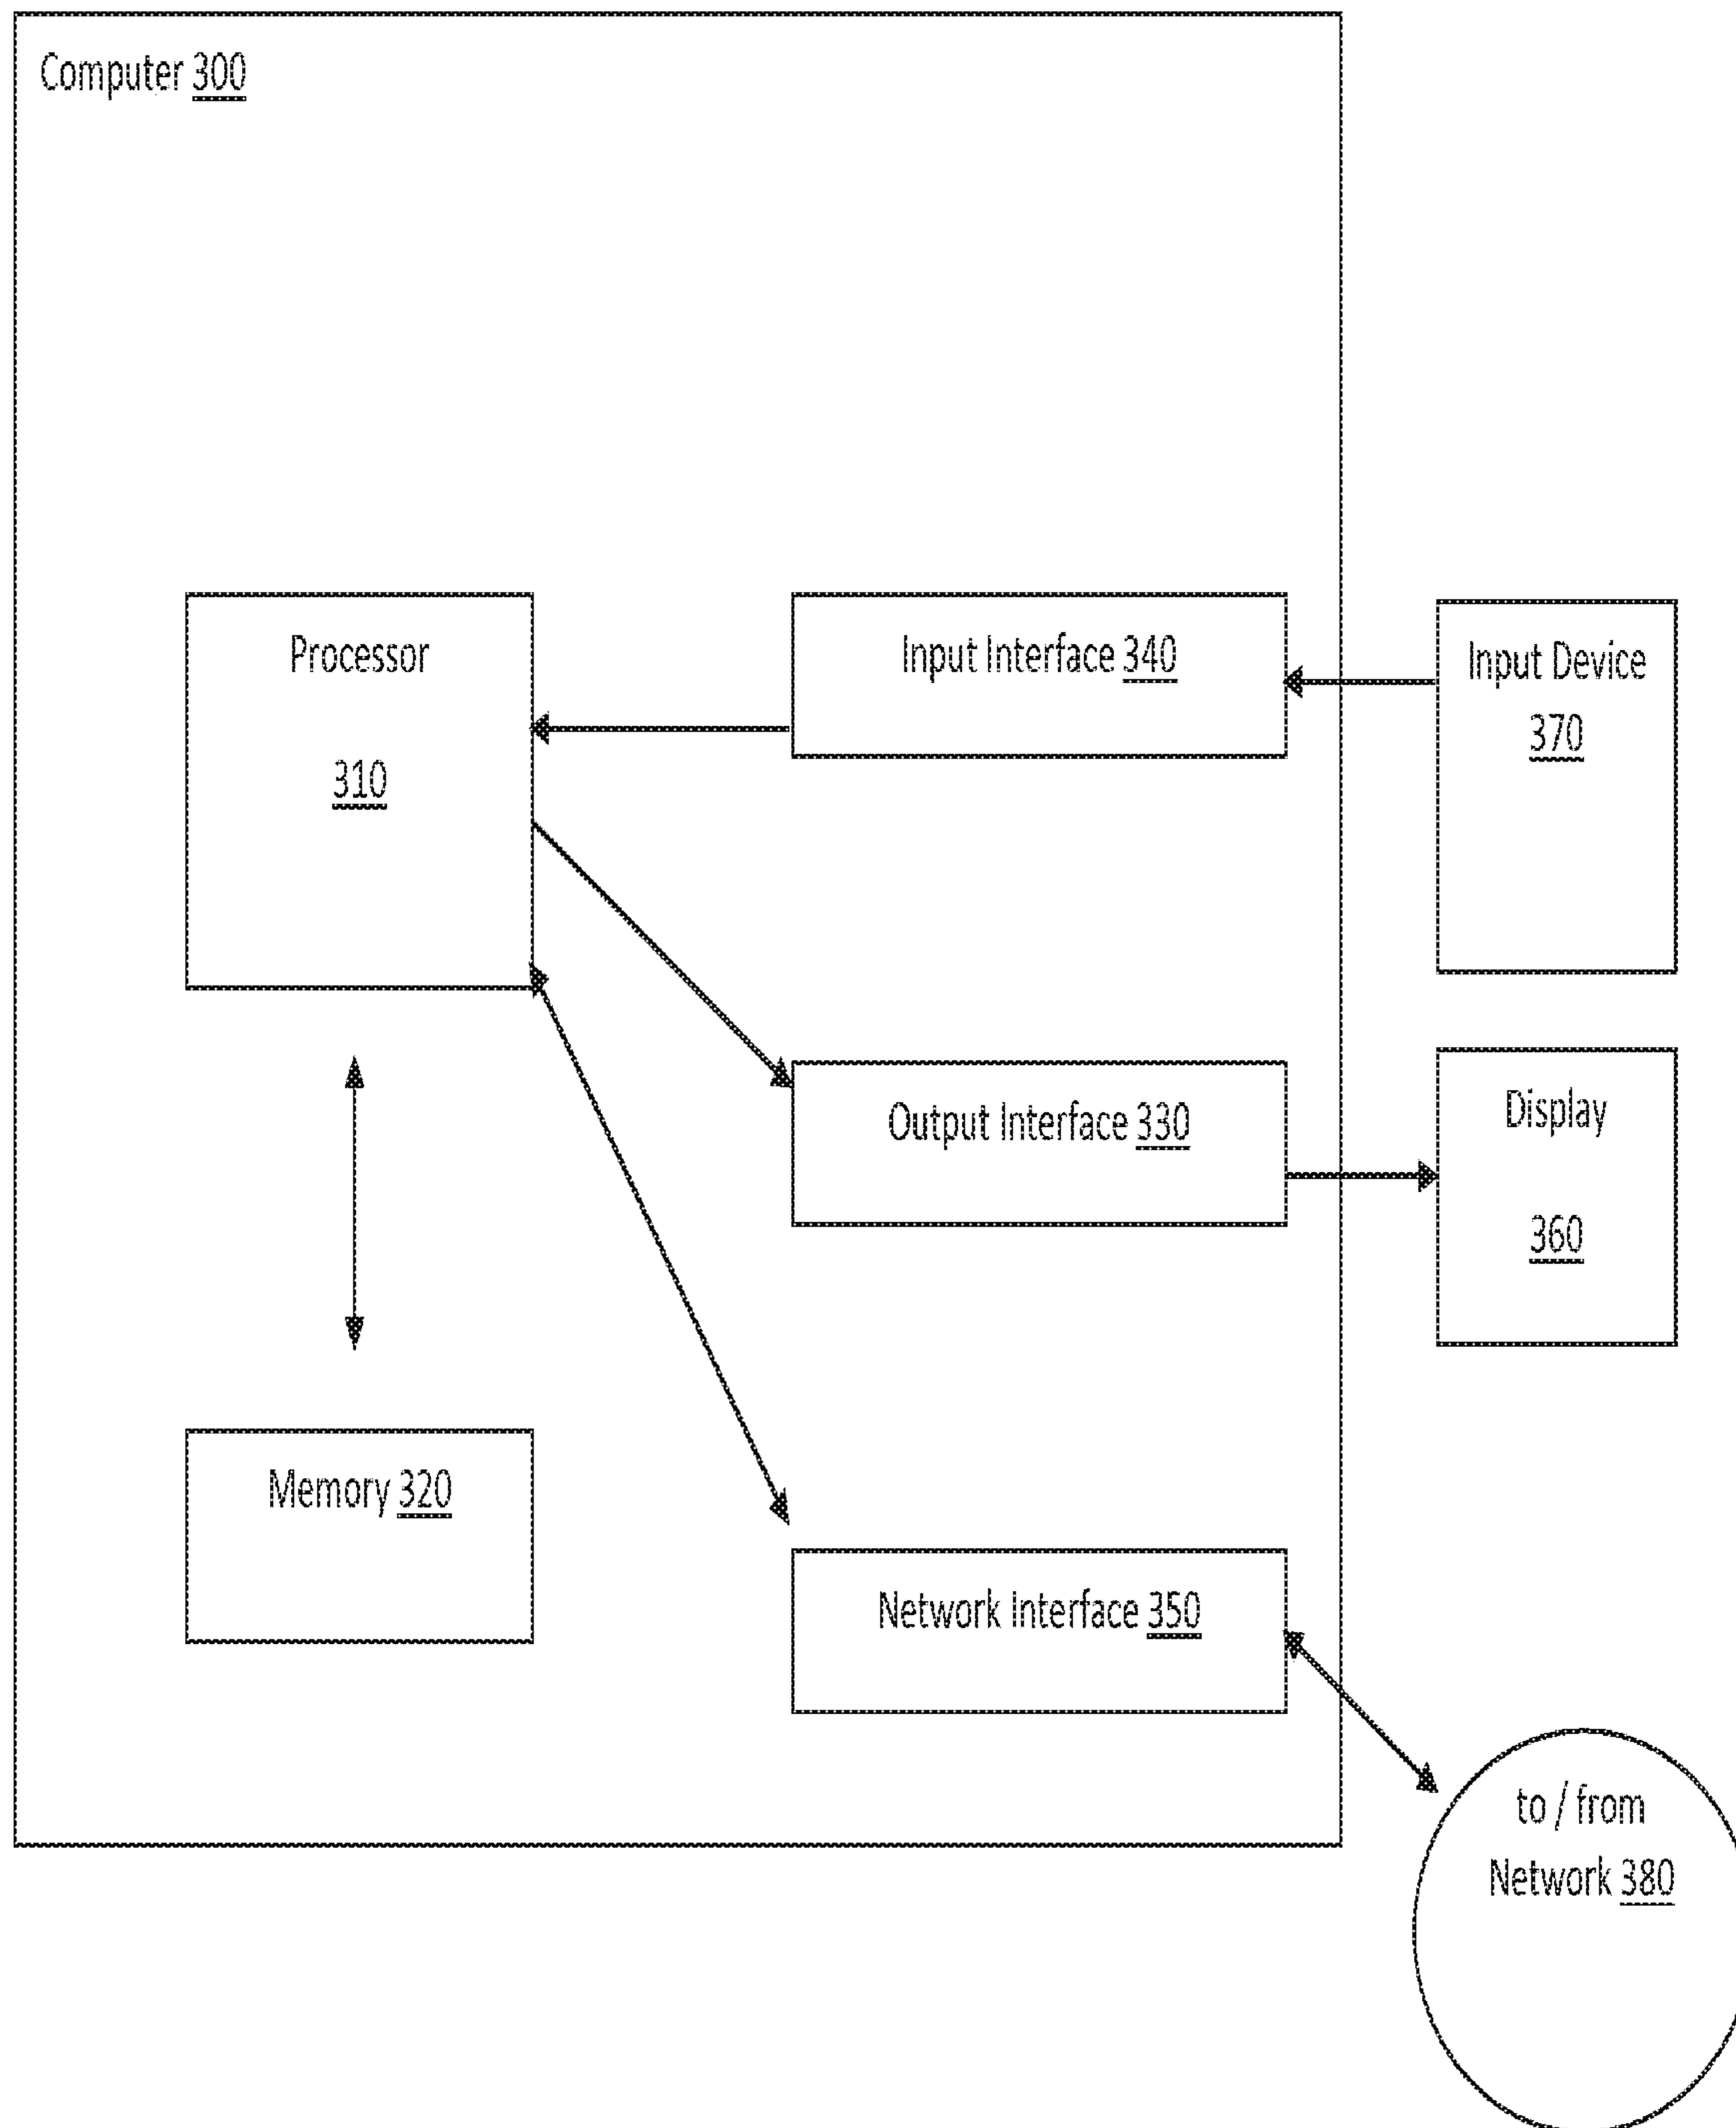 Computer 300
Processor
310
Input Interface 340
Input Device
370
Output Interface 330
Display
360
Memory 320
Network Interface 350
to / from
Network 380